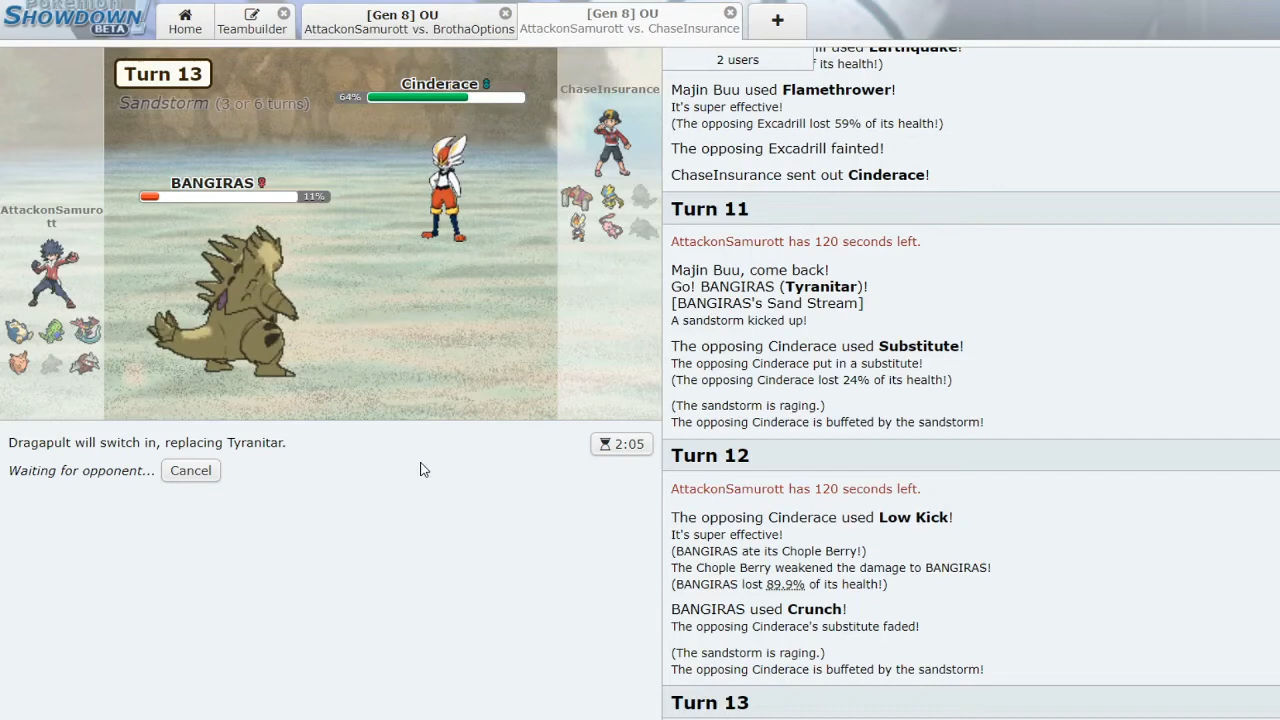 Pokémon
SHOWDOWN
BETA
Home
Teambuilder
[Gen 8] OU
AttackonSamurott vs. BrothaOptions
[Gen 8] OU
AttackonSamurott vs. ChaseInsurance
+
Turn 13
Sandstorm (3 or 6 turns)
Cinderace
64%
BANGIRAS
11%
AttackonSamuro
tt
ChaseInsurance
Dragapult will switch in, replacing Tyranitar.
Waiting for opponent...
Cancel
2:05
2 users
used Earthquake!
f its health!)
Majin Buu used Flamethrower!
It's super effective!
(The opposing Excadrill lost 59% of its health!)
The opposing Excadrill fainted!
ChaseInsurance sent out Cinderace!
Turn 11
AttackonSamurott has 120 seconds left.
Majin Buu, come back!
Go! BANGIRAS (Tyranitar)!
[BANGIRAS's Sand Stream]
A sandstorm kicked up!
The opposing Cinderace used Substitute!
The opposing Cinderace put in a substitute!
(The opposing Cinderace lost 24% of its health!)
(The sandstorm is raging.)
The opposing Cinderace is buffeted by the sandstorm!
Turn 12
AttackonSamurott has 120 seconds left.
The opposing Cinderace used Low Kick!
It's super effective!
(BANGIRAS ate its Chople Berry!)
The Chople Berry weakened the damage to BANGIRAS!
(BANGIRAS lost 89.9% of its health!)
BANGIRAS used Crunch!
The opposing Cinderace's substitute faded!
(The sandstorm is raging.)
The opposing Cinderace is buffeted by the sandstorm!
Turn 13